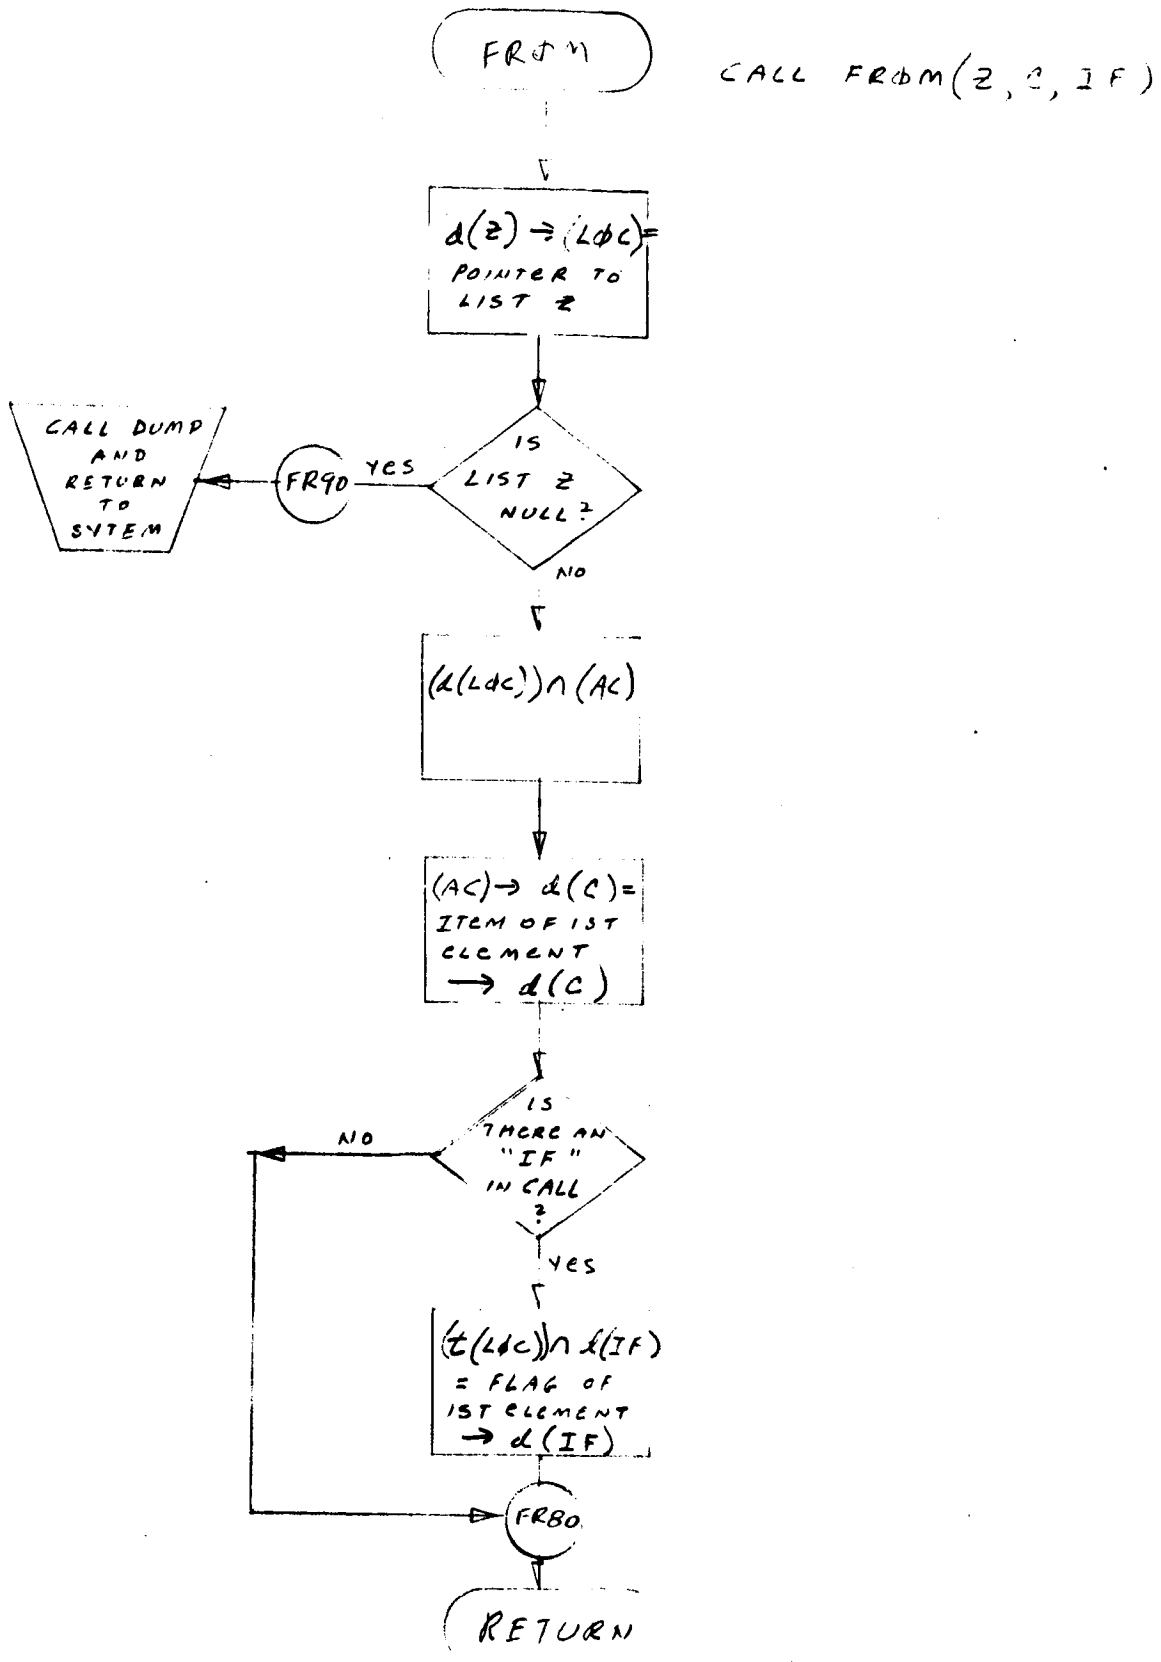 FRØM
CALL FRØM(Z, C, IF)
d(Z) → (LØC)=
POINTER TO
LIST Z
IS
LIST Z
NULL?
YES
FR90
CALL DUMP
AND
RETURN
TO
SYTEM
NO
(d(LØC))∩(AC)
(AC)→ d(C)=
ITEM OF 1ST
ELEMENT
→ d(C)
IS
THERE AN
"IF"
IN CALL
?
NO
YES
(t(LØC))∩ d(IF)
= FLAG OF
1ST ELEMENT
→ d(IF)
FR80
RETURN